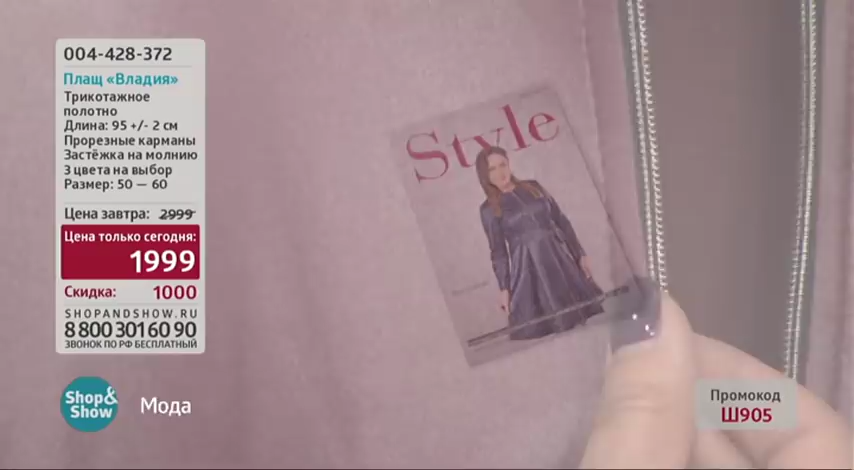 004-428-372
Плащ «Владия»
Трикотажное
полотно
Длина: 95 +/- 2 см
Прорезные карманы
Застёжка на молнию
3 цвета на выбор
Размер: 50 — 60
Цена завтра: 2999
Цена только сегодня:
1999
Скидка: 1000
SHOPANDSHOW.RU
8 800 301 60 90
ЗВОНОК ПО РФ БЕСПЛАТНЫЙ
Style
Shop&
Show
Мода
Промокод
Ш905